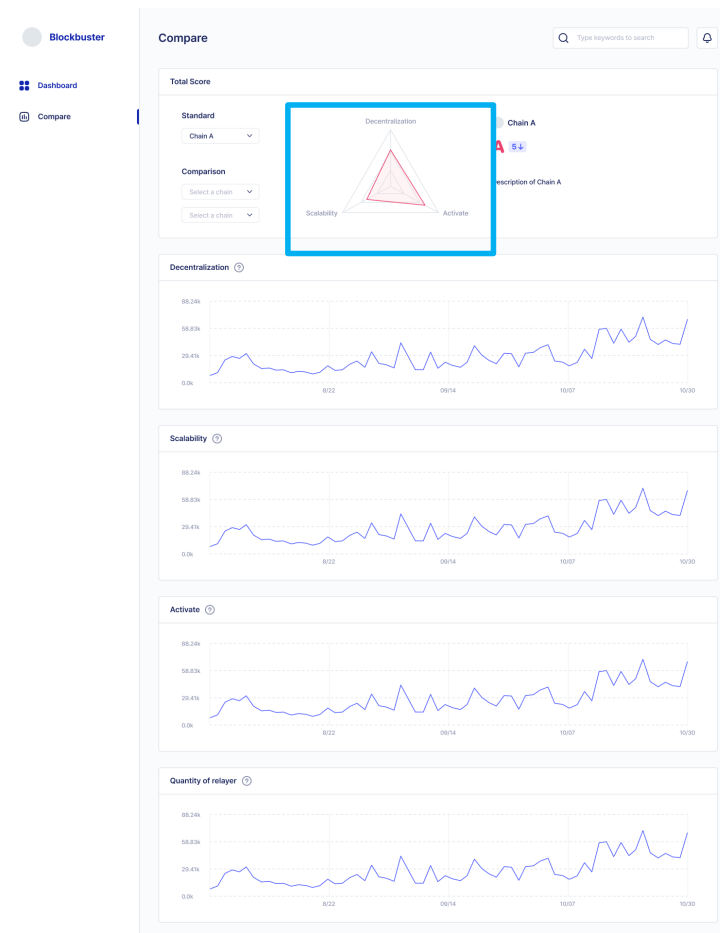 Blockbuster
Compare
Type keywords to search
Dashboard
Compare
Total Score
Standard
Chain A
Comparison
Select a chain
Select a chain
Decentralization
Scalability
Activate
Chain A
A
5↓
Description of Chain A
Decentralization ?
88.24k
58.83k
29.41k
0.0k
8/22
09/14
10/07
10/30
Scalability ?
88.24k
58.83k
29.41k
0.0k
8/22
09/14
10/07
10/30
Activate ?
88.24k
58.83k
29.41k
0.0k
8/22
09/14
10/07
10/30
Quantity of relayer ?
88.24k
58.83k
29.41k
0.0k
8/22
09/14
10/07
10/30